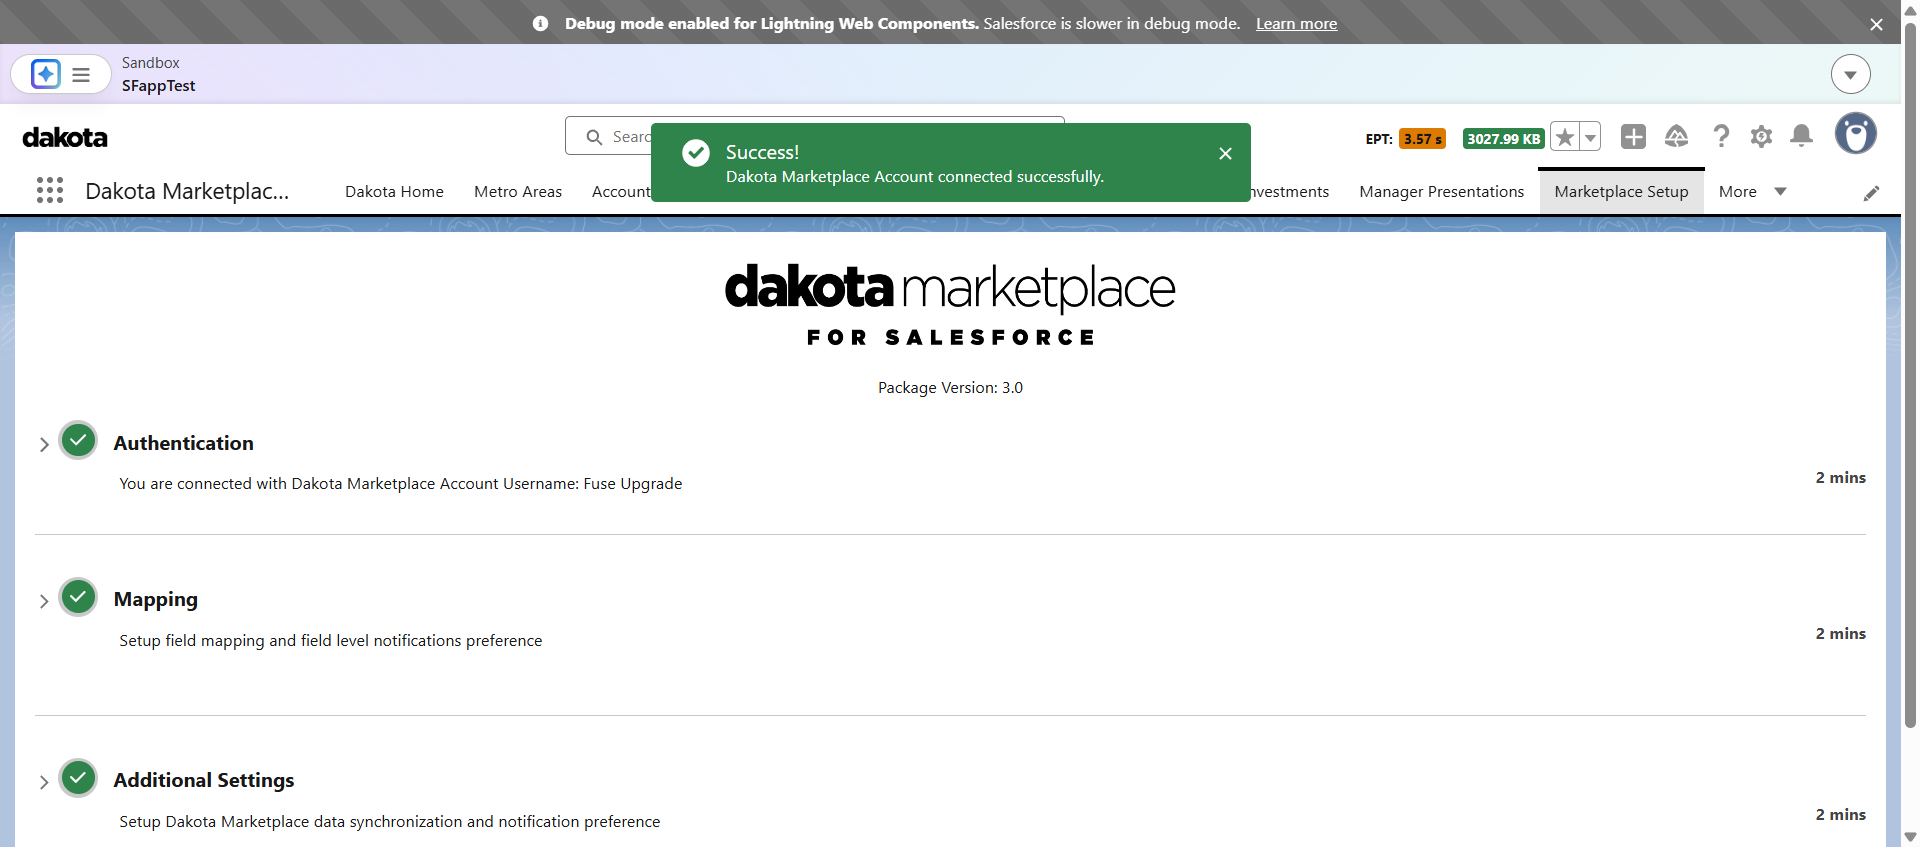 Debug mode enabled for Lightning Web Components. Salesforce is slower in debug mode. Learn more
Sandbox
SFappTest
dakota
Searc
Success!
Dakota Marketplace Account connected successfully.
EPT: 3.57 s 3027.99 KB
Dakota Marketplac...
Dakota Home
Metro Areas
Account
nvestments
Manager Presentations
Marketplace Setup
More
dakota marketplace
FOR SALESFORCE
Package Version: 3.0
Authentication
You are connected with Dakota Marketplace Account Username: Fuse Upgrade
2 mins
Mapping
Setup field mapping and field level notifications preference
2 mins
Additional Settings
Setup Dakota Marketplace data synchronization and notification preference
2 mins